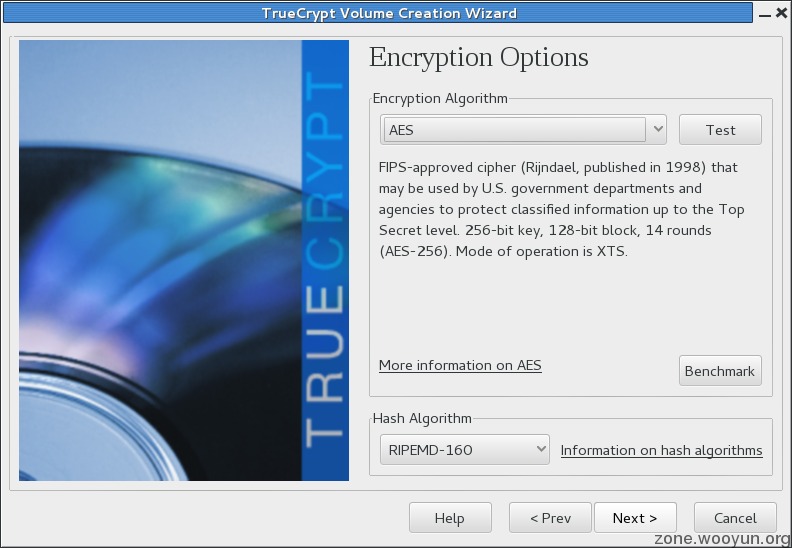 TrueCrypt Volume Creation Wizard
TRUECRYPT
Encryption Options
Encryption Algorithm
AES
Test
FIPS-approved cipher (Rijndael, published in 1998) that
may be used by U.S. government departments and
agencies to protect classified information up to the Top
Secret level. 256-bit key, 128-bit block, 14 rounds
(AES-256). Mode of operation is XTS.
More information on AES
Benchmark
Hash Algorithm
RIPEMD-160
Information on hash algorithms
Help
< Prev
Next >
Cancel
zone.wooyun.org